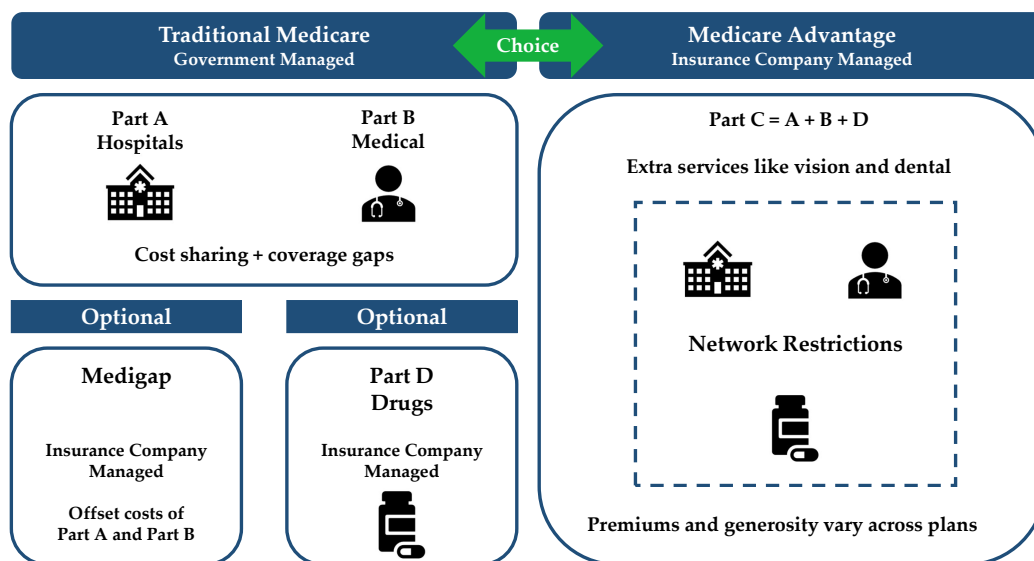 Traditional Medicare
Government Managed
Choice
Medicare Advantage
Insurance Company Managed
Part A
Hospitals
Part B
Medical
Cost sharing + coverage gaps
Optional
Medigap
Insurance Company
Managed
Offset costs of
Part A and Part B
Optional
Part D
Drugs
Insurance Company
Managed
Part C = A + B + D
Extra services like vision and dental
Network Restrictions
Premiums and generosity vary across plans